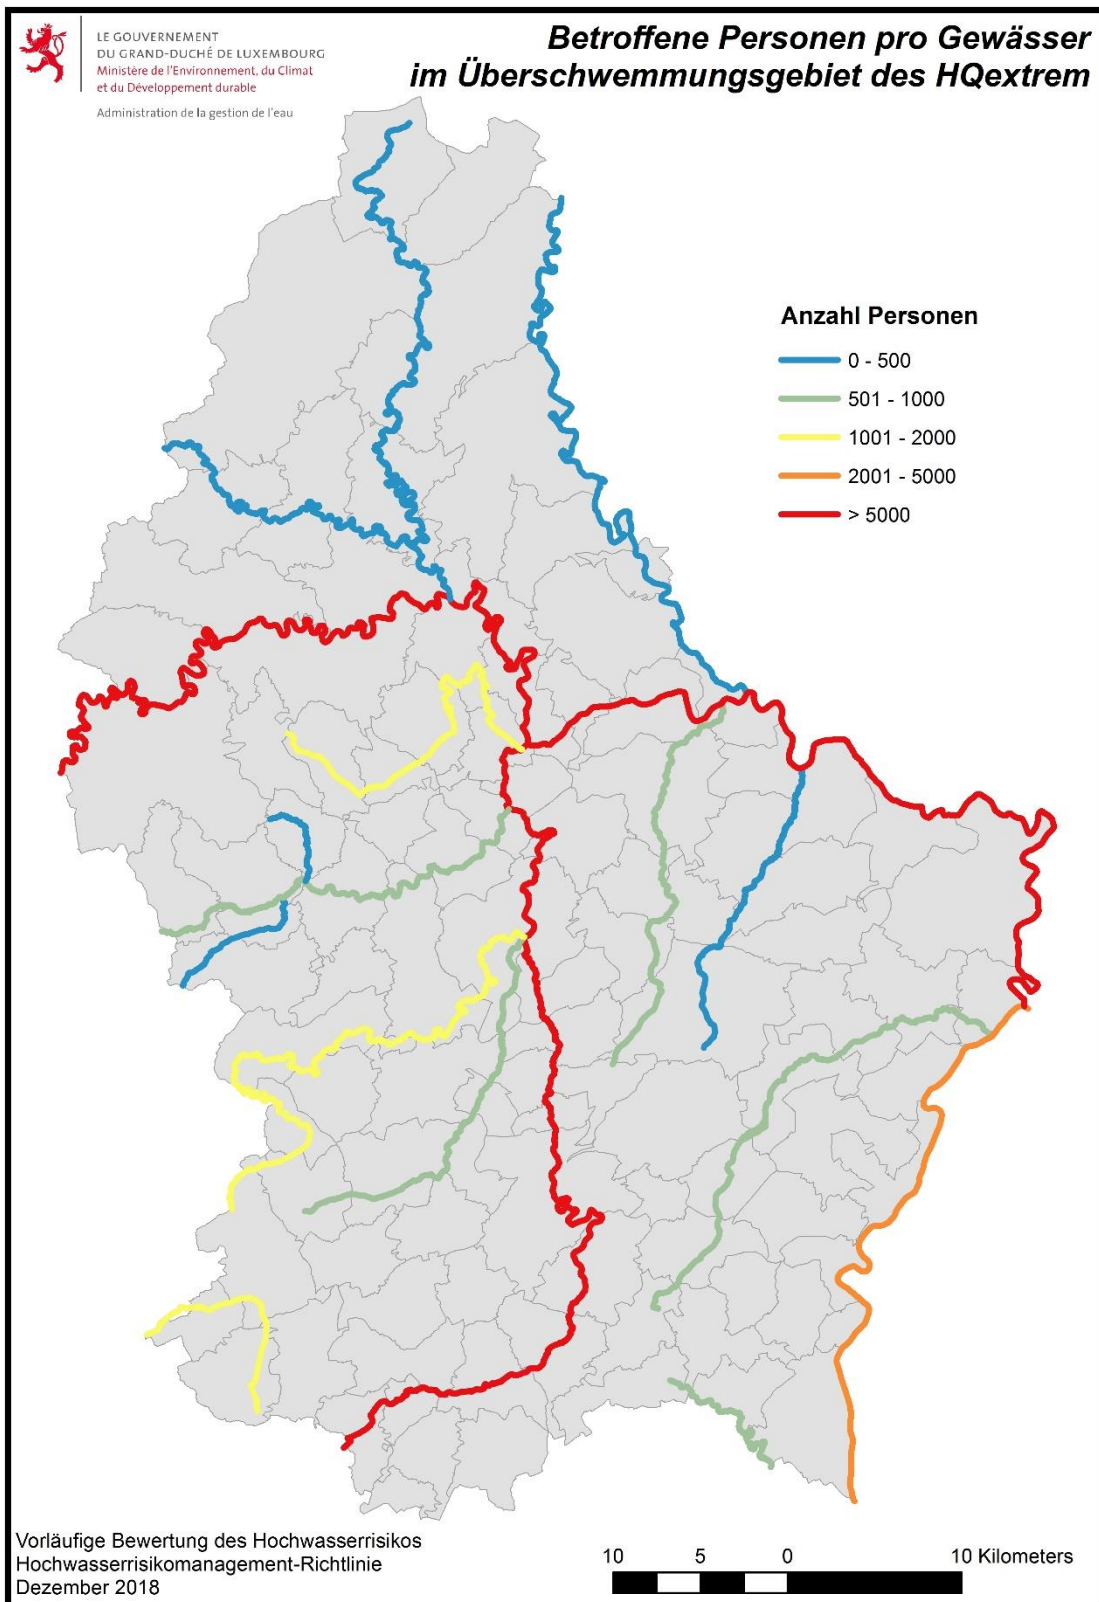 LE GOUVERNEMENT
DU GRAND-DUCHÉ DE LUXEMBOURG
Ministère de l'Environnement, du Climat
et du Développement durable
Administration de la gestion de l'eau
Betroffene Personen pro Gewässer
im Überschwemmungsgebiet des HQextrem
Anzahl Personen
0 - 500
501 - 1000
1001 - 2000
2001 - 5000
> 5000
Vorläufige Bewertung des Hochwasserrisikos
Hochwasserrisikomanagement-Richtlinie
Dezember 2018
10 5 0 10 Kilometers